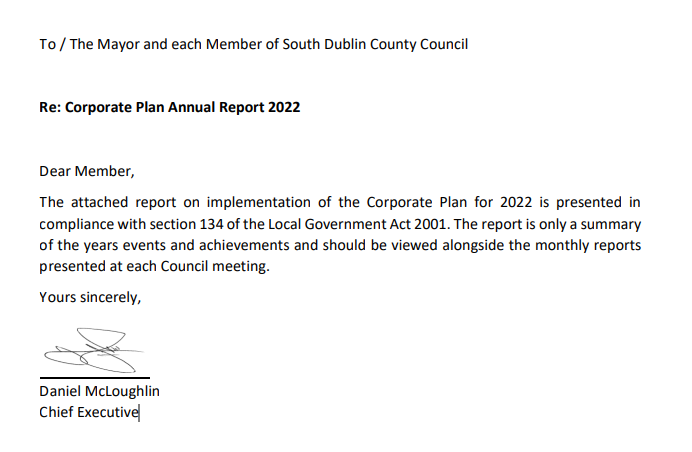 To / The Mayor and each Member of South Dublin County Council
Re: Corporate Plan Annual Report 2022
Dear Member,
The attached report on implementation of the Corporate Plan for 2022 is presented in
compliance with section 134 of the Local Government Act 2001. The report is only a summary
of the years events and achievements and should be viewed alongside the monthly reports
presented at each Council meeting.
Yours sincerely,
Daniel McLoughlin
Chief Executive